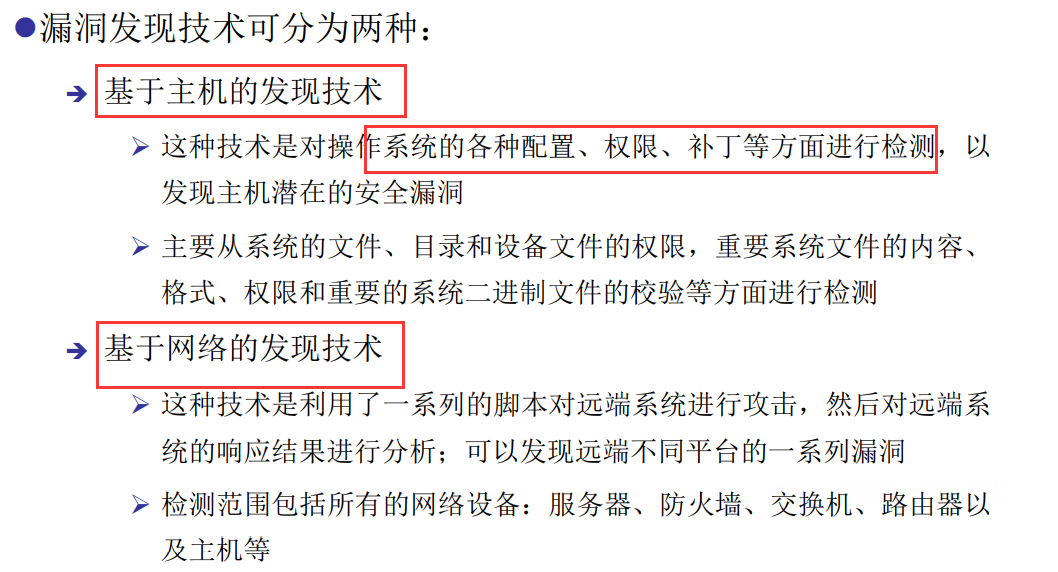 漏洞发现技术可分为两种：
基于主机的发现技术
这种技术是对操作系统的各种配置、权限、补丁等方面进行检测，以
发现主机潜在的安全漏洞
主要从系统的文件、目录和设备文件的权限，重要系统文件的内容、
格式、权限和重要的系统二进制文件的校验等方面进行检测
基于网络的发现技术
这种技术是利用了一系列的脚本对远端系统进行攻击，然后对远端系
统的响应结果进行分析；可以发现远端不同平台的一系列漏洞
检测范围包括所有的网络设备：服务器、防火墙、交换机、路由器以
及主机等